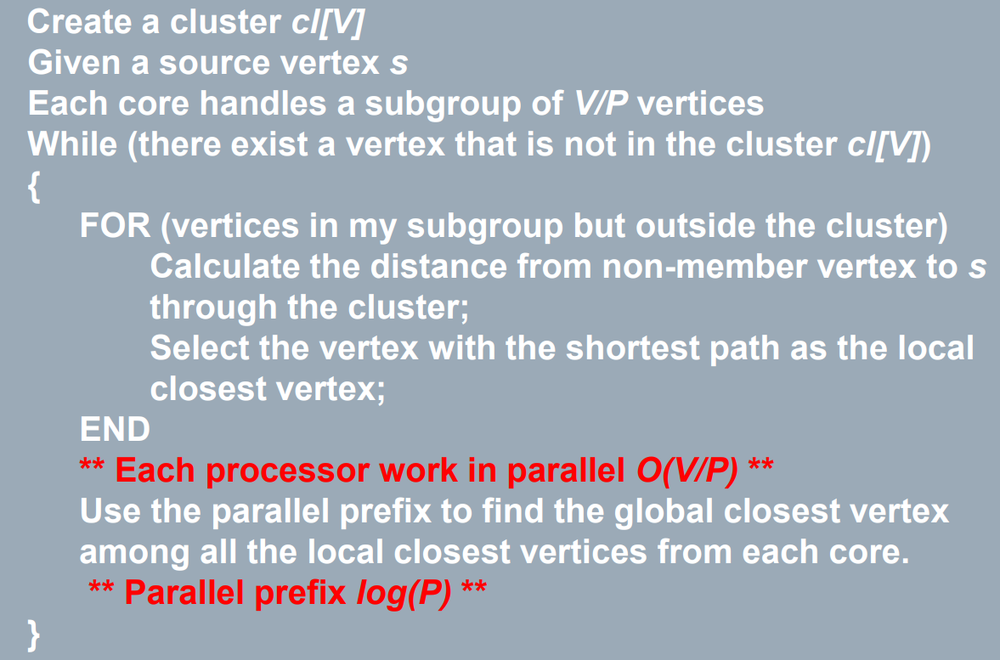 Create a cluster cl[V]
Given a source vertex s
Each core handles a subgroup of V/P vertices
While (there exist a vertex that is not in the cluster cl[V])
{
FOR (vertices in my subgroup but outside the cluster)
Calculate the distance from non-member vertex to s
through the cluster;
Select the vertex with the shortest path as the local
closest vertex;
END
** Each processor work in parallel O(V/P) **
Use the parallel prefix to find the global closest vertex
among all the local closest vertices from each core.
** Parallel prefix log(P) **
}